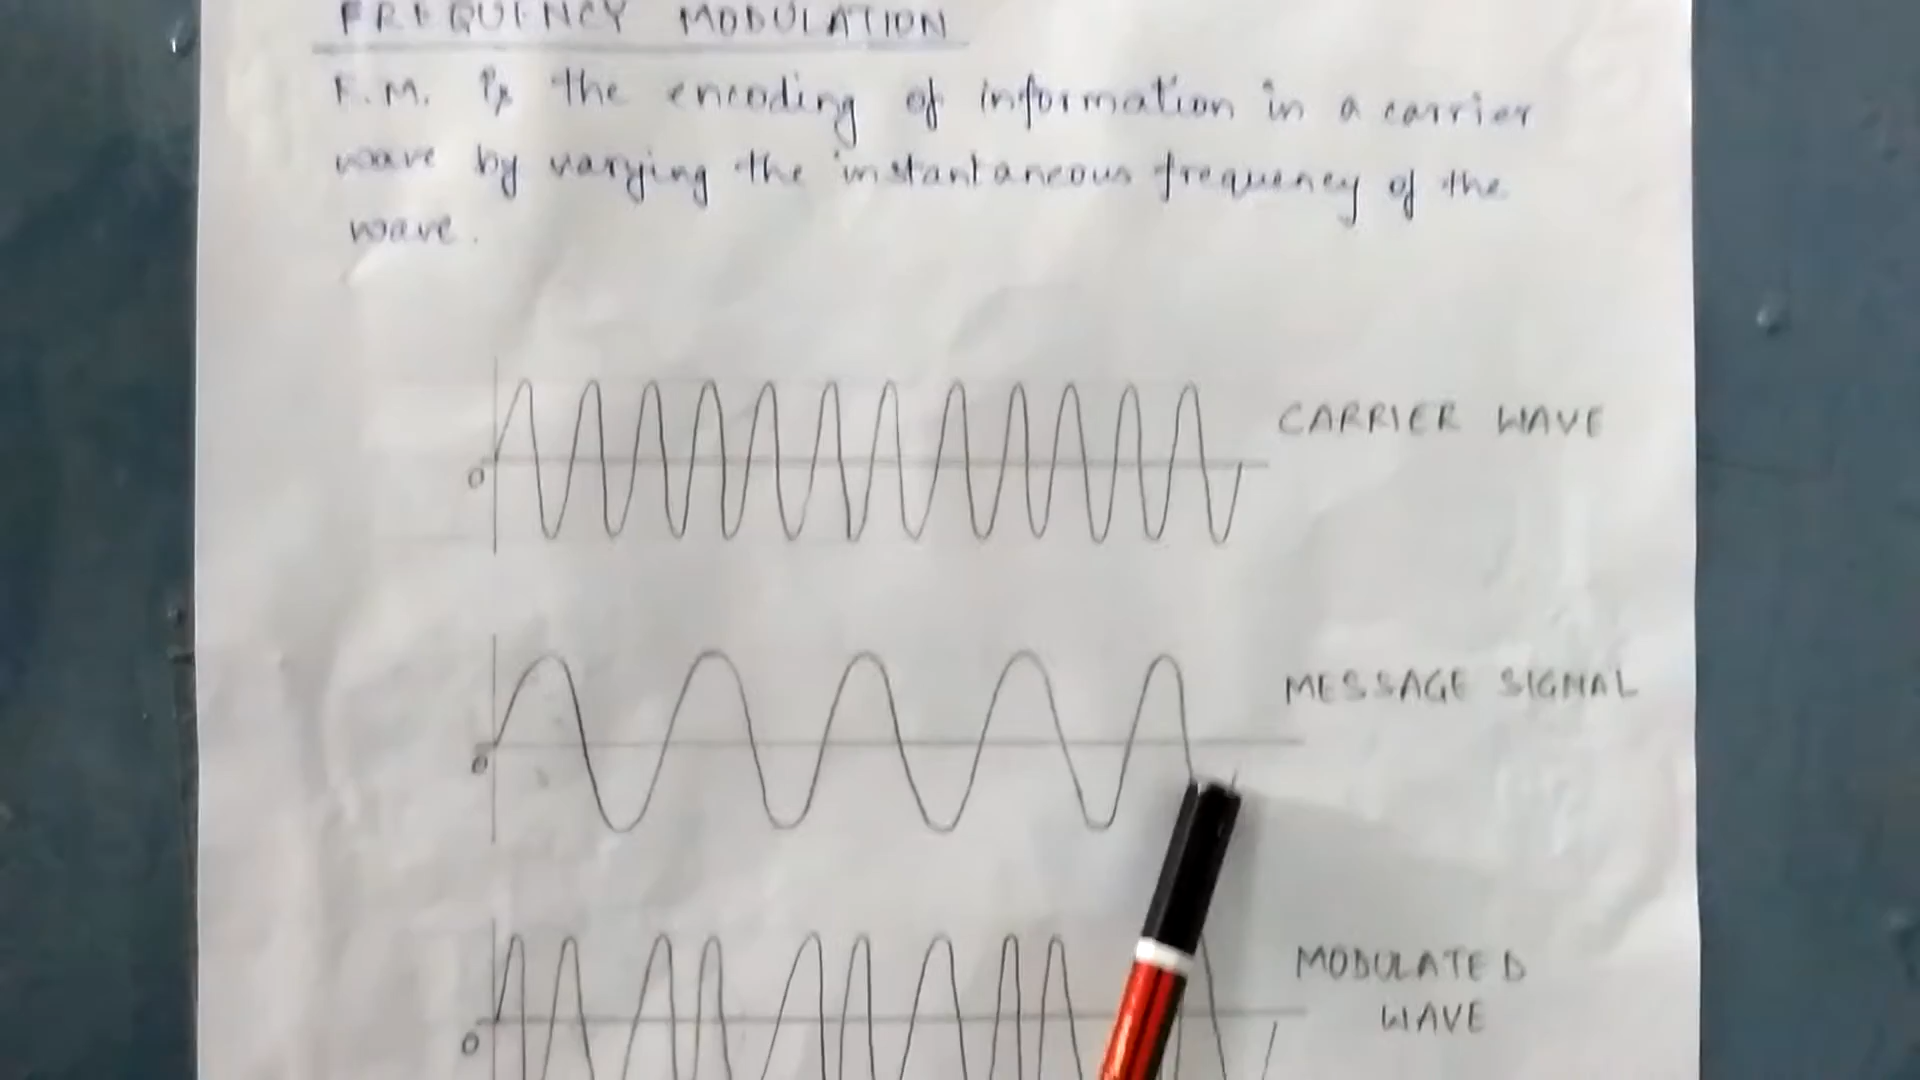 FREQUENCY MODULATION
F.M. is the encoding of information in a carrier
wave by varying the instantaneous frequency of the
wave.
CARRIER WAVE
0
MESSAGE SIGNAL
0
MODULATED
WAVE
0